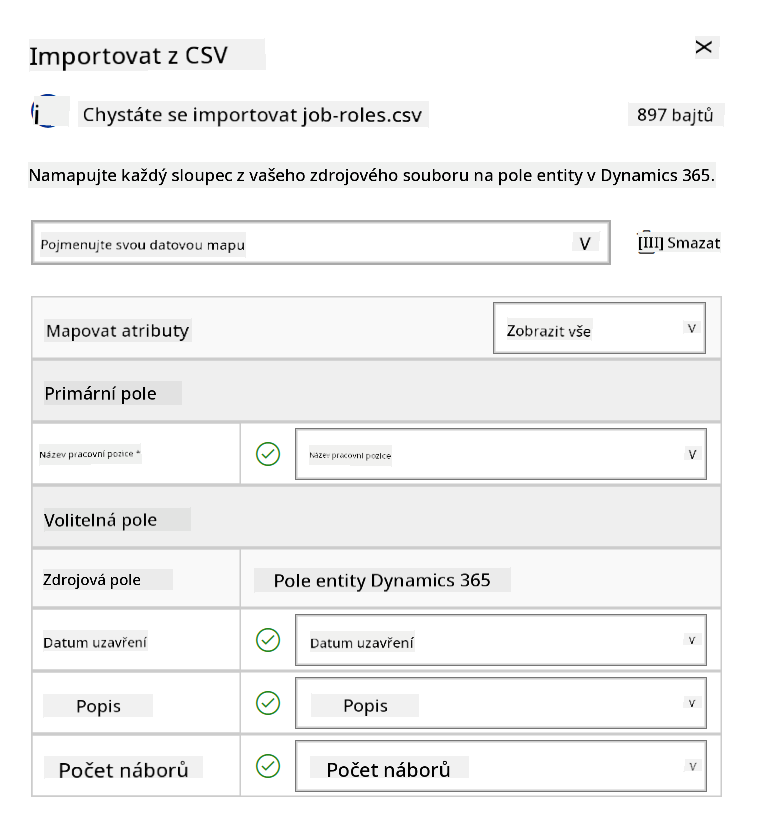 Importovat z CSV
Chystáte se importovat job-roles.csv
897 bajtů
Namapujte každý sloupec z vašeho zdrojového souboru na pole entity v Dynamics 365.
Pojmenujte svou datovou mapu
Smazat
Mapovat atributy
Zobrazit vše
Primární pole
Název pracovní pozice *
Název pracovní pozice
Volitelná pole
Zdrojová pole
Pole entity Dynamics 365
Datum uzavření
Datum uzavření
Popis
Popis
Počet náborů
Počet náborů